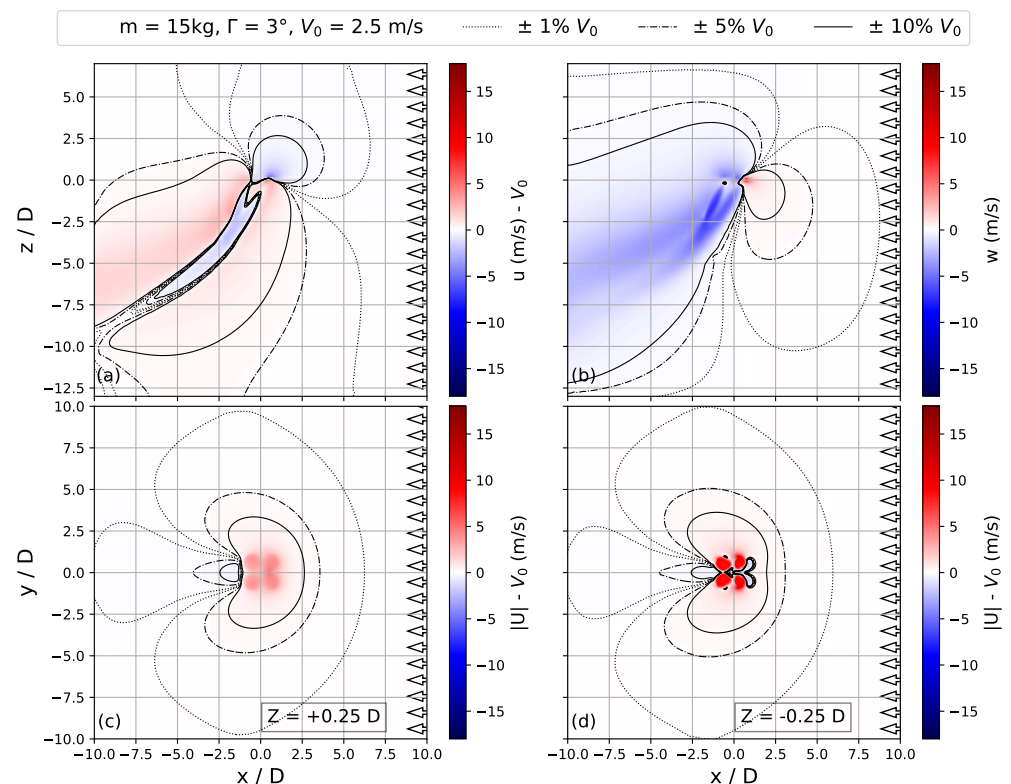 m = 15kg, Γ = 3°, V₀ = 2.5 m/s ± 1% V₀ ± 5% V₀ ± 10% V₀
5.0
2.5
0.0
−2.5
−5.0
−7.5
−10.0
−12.5
z / D
(a)
15
10
5
0
−5
−10
−15
u (m/s) - V₀
(b)
15
10
5
0
−5
−10
−15
w (m/s)
10.0
7.5
5.0
2.5
0.0
−2.5
−5.0
−7.5
−10.0
y / D
(c)
Z = +0.25 D
−10.0 −7.5 −5.0 −2.5 0.0 2.5 5.0 7.5 10.0
x / D
15
10
5
0
−5
−10
−15
|U| - V₀ (m/s)
(d)
Z = -0.25 D
−10.0 −7.5 −5.0 −2.5 0.0 2.5 5.0 7.5 10.0
x / D
15
10
5
0
−5
−10
−15
|U| - V₀ (m/s)